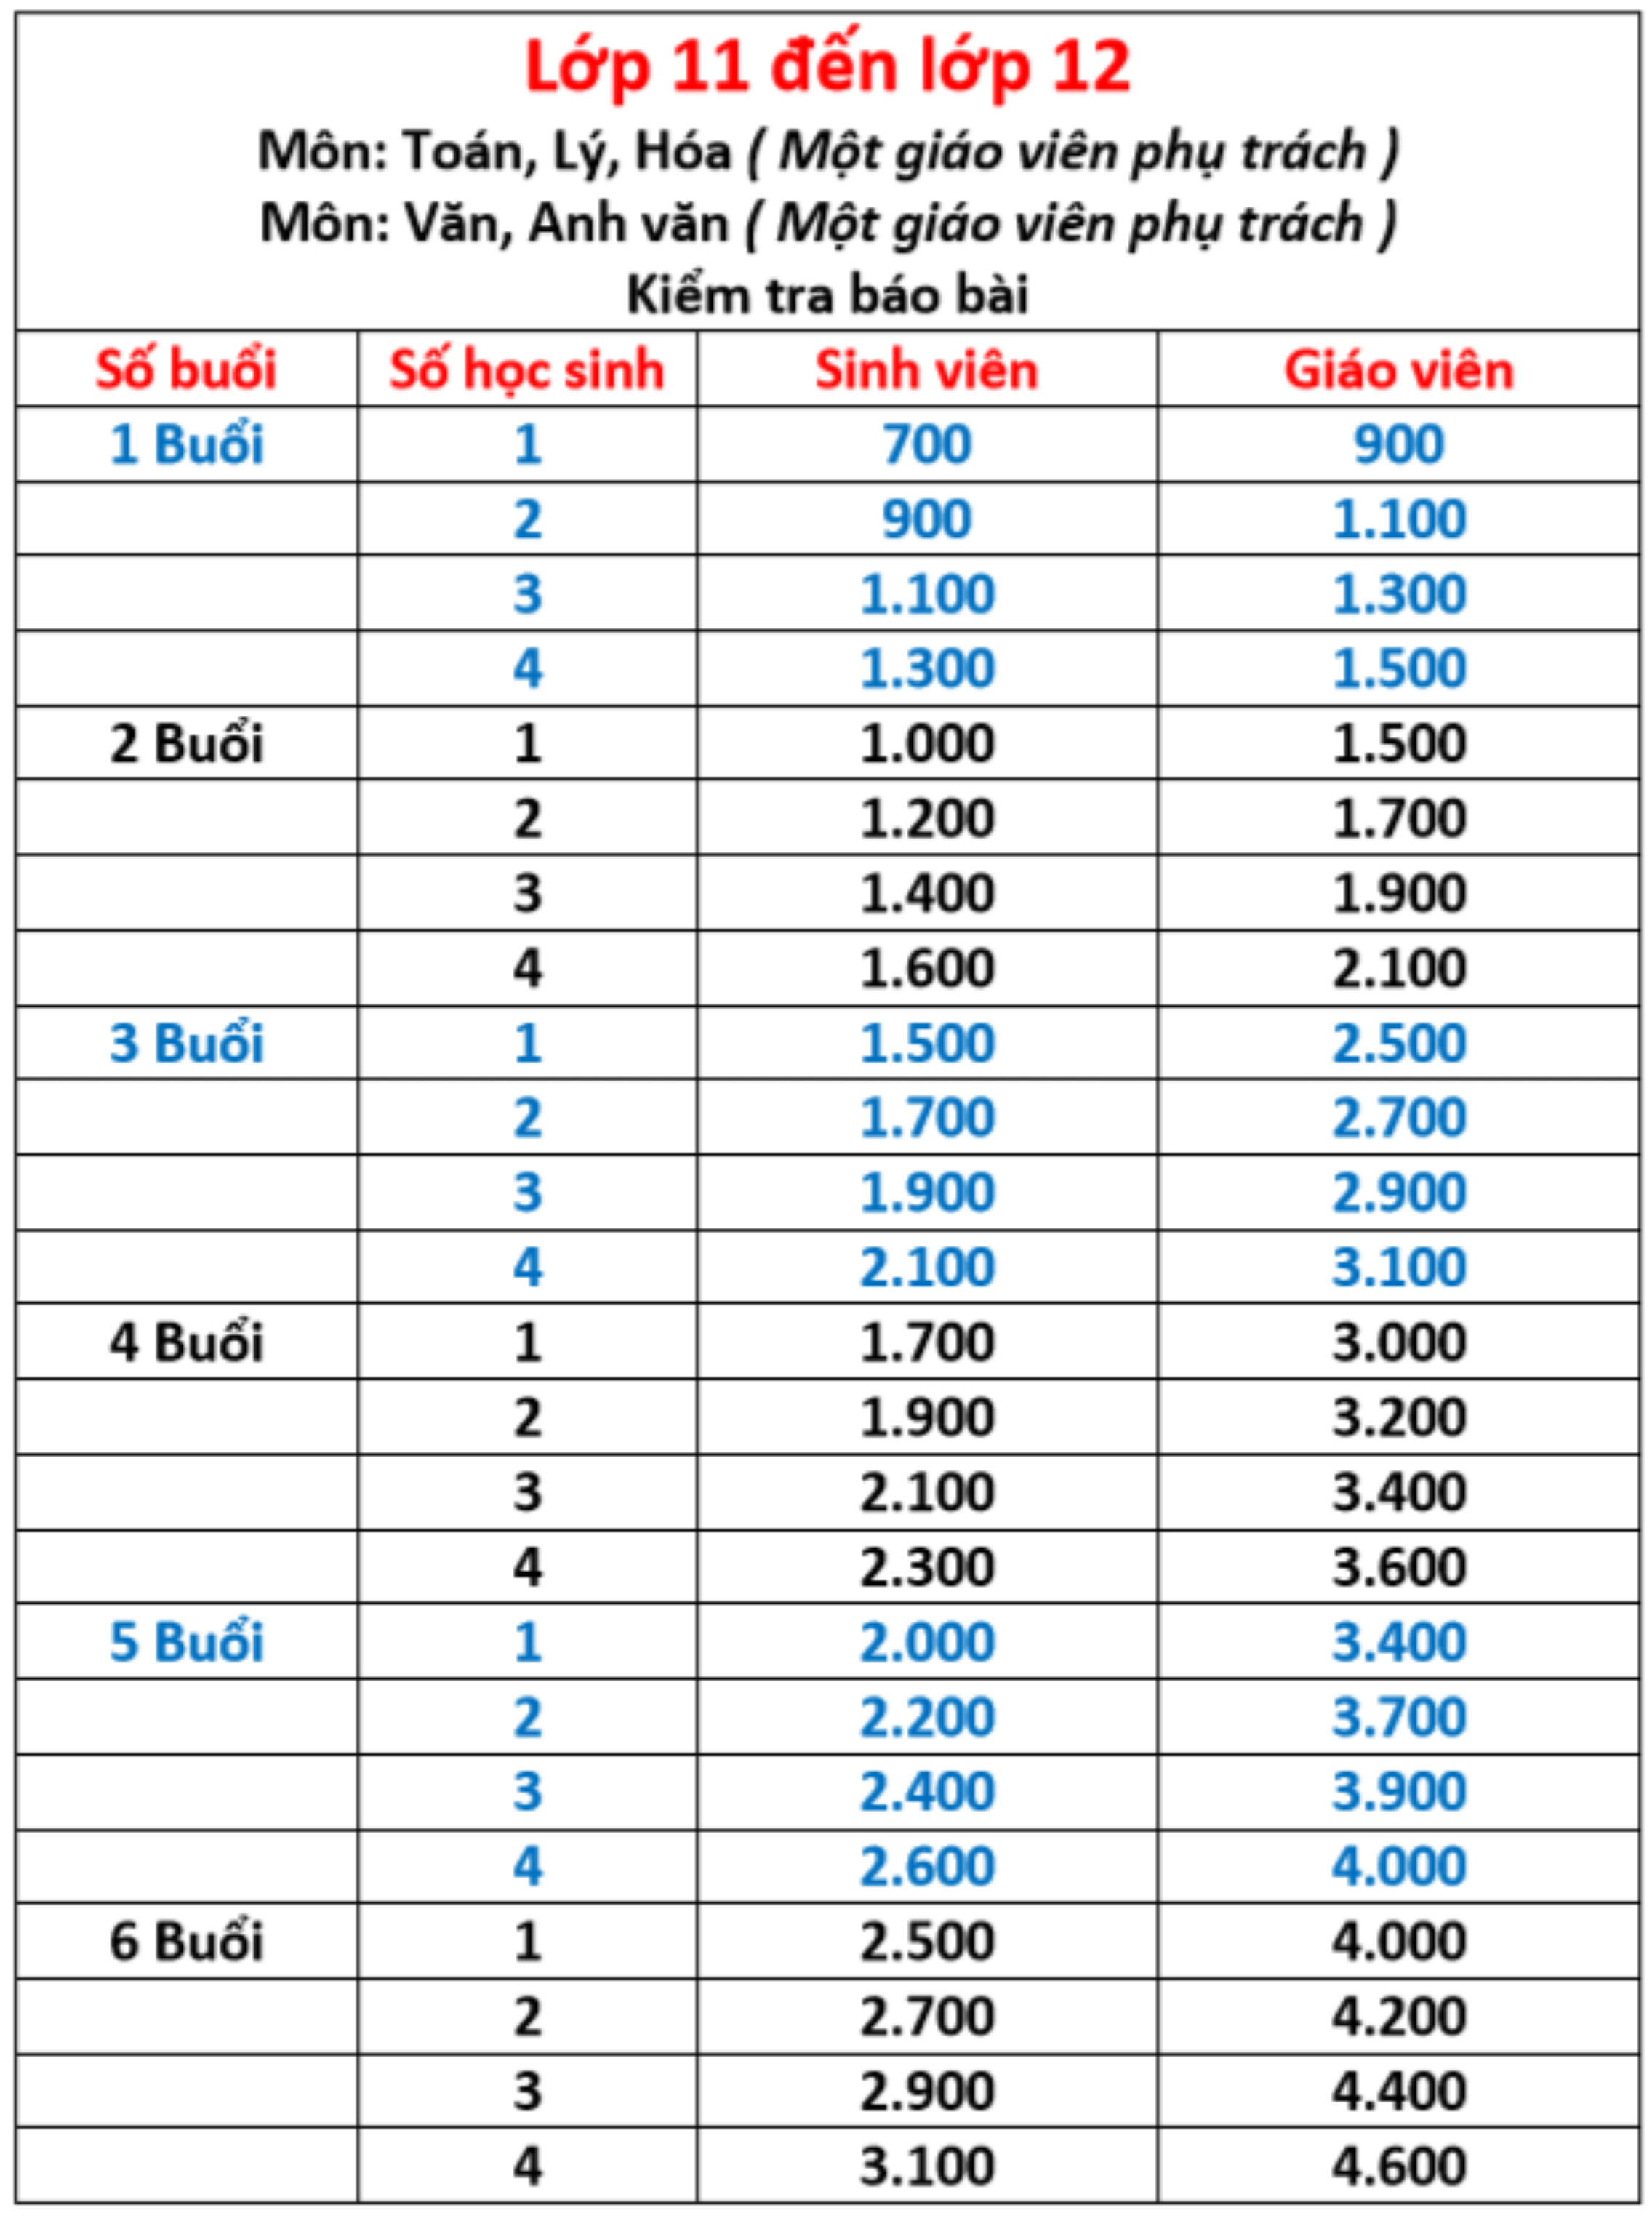 Lớp 11 đến lớp 12
Môn: Toán, Lý, Hóa ( Một giáo viên phụ trách )
Môn: Văn, Anh văn ( Một giáo viên phụ trách )
Kiểm tra báo bài
Số buổi Số học sinh Sinh viên Giáo viên
1 Buổi 1 700 900
2 900 1.100
3 1.100 1.300
4 1.300 1.500
2 Buổi 1 1.000 1.500
2 1.200 1.700
3 1.400 1.900
4 1.600 2.100
3 Buổi 1 1.500 2.500
2 1.700 2.700
3 1.900 2.900
4 2.100 3.100
4 Buổi 1 1.700 3.000
2 1.900 3.200
3 2.100 3.400
4 2.300 3.600
5 Buổi 1 2.000 3.400
2 2.200 3.700
3 2.400 3.900
4 2.600 4.000
6 Buổi 1 2.500 4.000
2 2.700 4.200
3 2.900 4.400
4 3.100 4.600